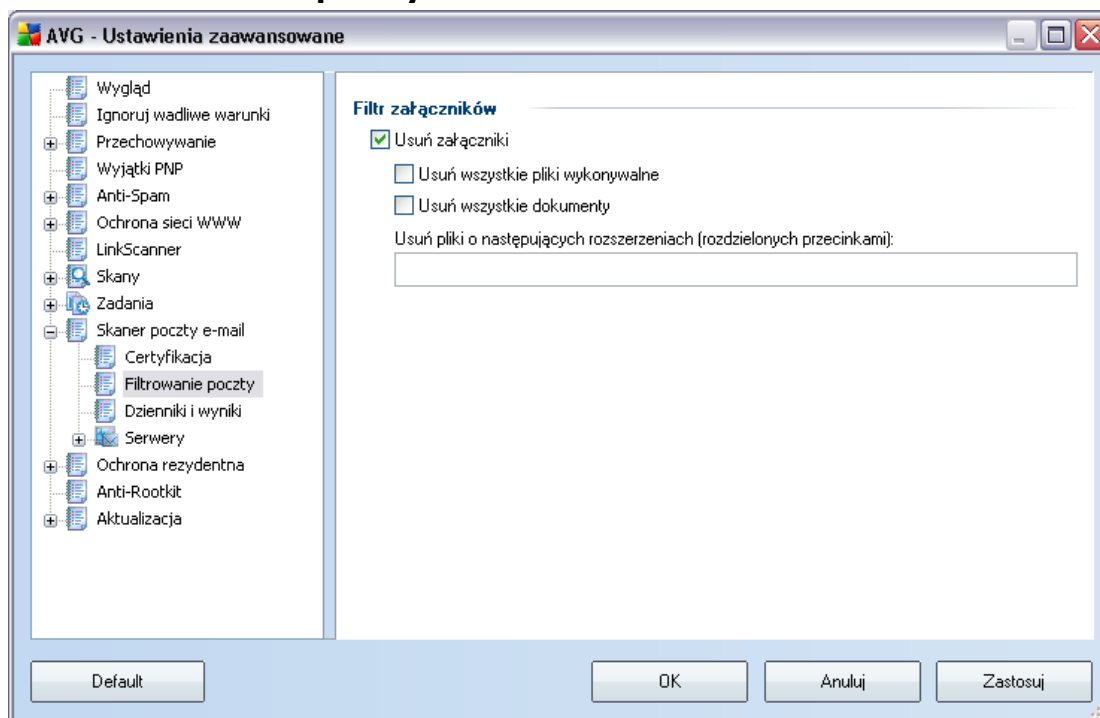 AVG - Ustawienia zaawansowane
Wygląd
Ignoruj wadliwe warunki
Przechowywanie
Wyjątki PNP
Anti-Spam
Ochrona sieci WWW
LinkScanner
Skany
Zadania
Skaner poczty e-mail
Certyfikacja
Filtrowanie poczty
Dzienniki i wyniki
Serwery
Ochrona rezydentna
Anti-Rootkit
Aktualizacja
Filtr załączników
Usuń załączniki
Usuń wszystkie pliki wykonywalne
Usuń wszystkie dokumenty
Usuń pliki o następujących rozszerzeniach (rozdzielonych przecinkami):
Default
OK
Anuluj
Zastosuj